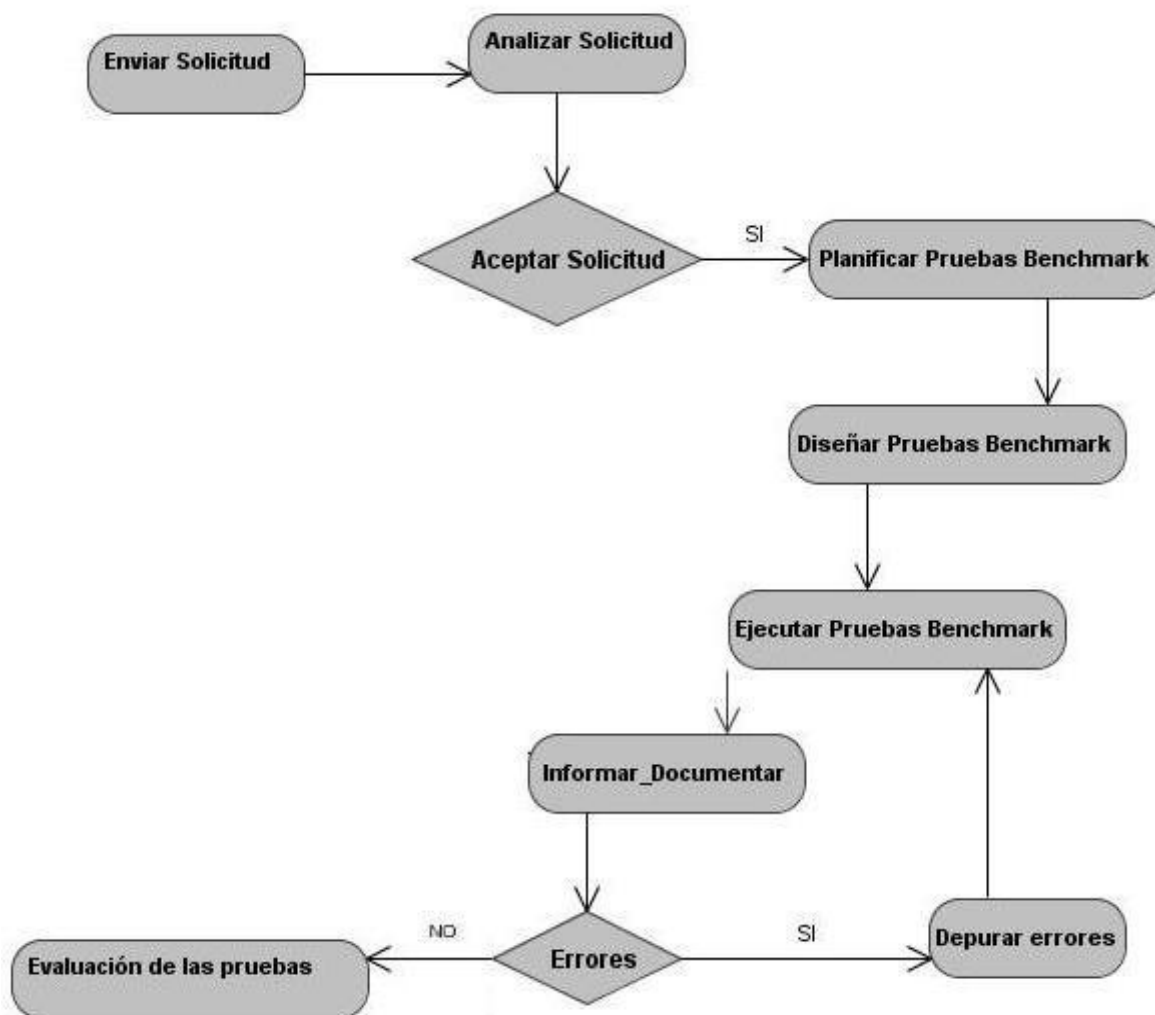 Enviar Solicitud
Analizar Solicitud
Aceptar Solicitud
SI
Planificar Pruebas Benchmark
Diseñar Pruebas Benchmark
Ejecutar Pruebas Benchmark
Informar_Documentar
Errores
NO
SI
Depurar errores
Evaluación de las pruebas